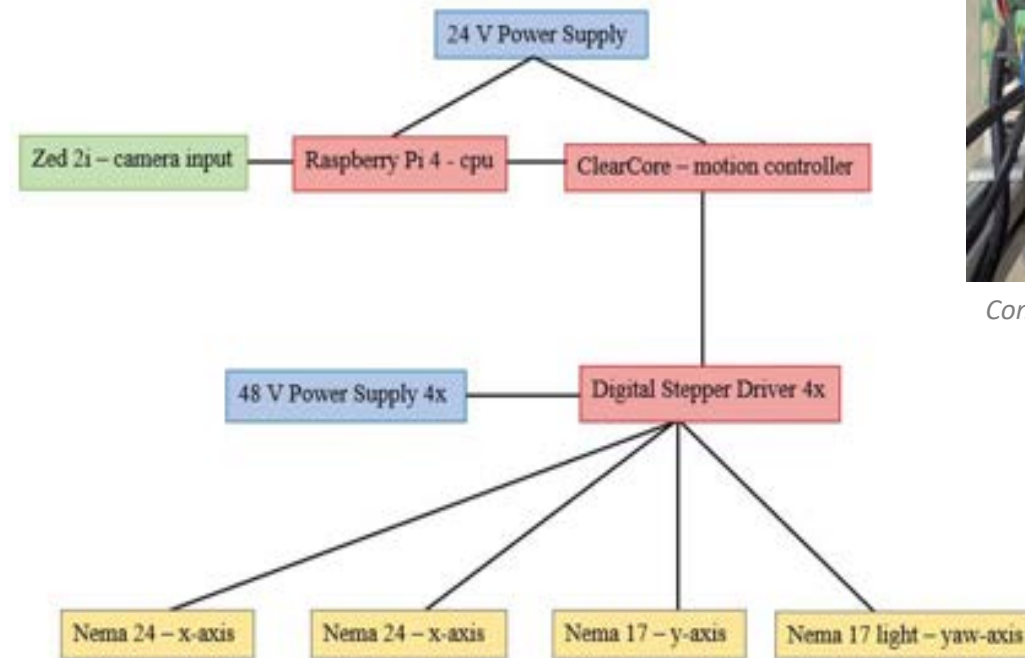 24 V Power Supply
Zed 2i – camera input
Raspberry Pi 4 - cpu
ClearCore – motion controller
48 V Power Supply 4x
Digital Stepper Driver 4x
Nema 24 – x-axis
Nema 24 – x-axis
Nema 17 – y-axis
Nema 17 light – yaw-axis